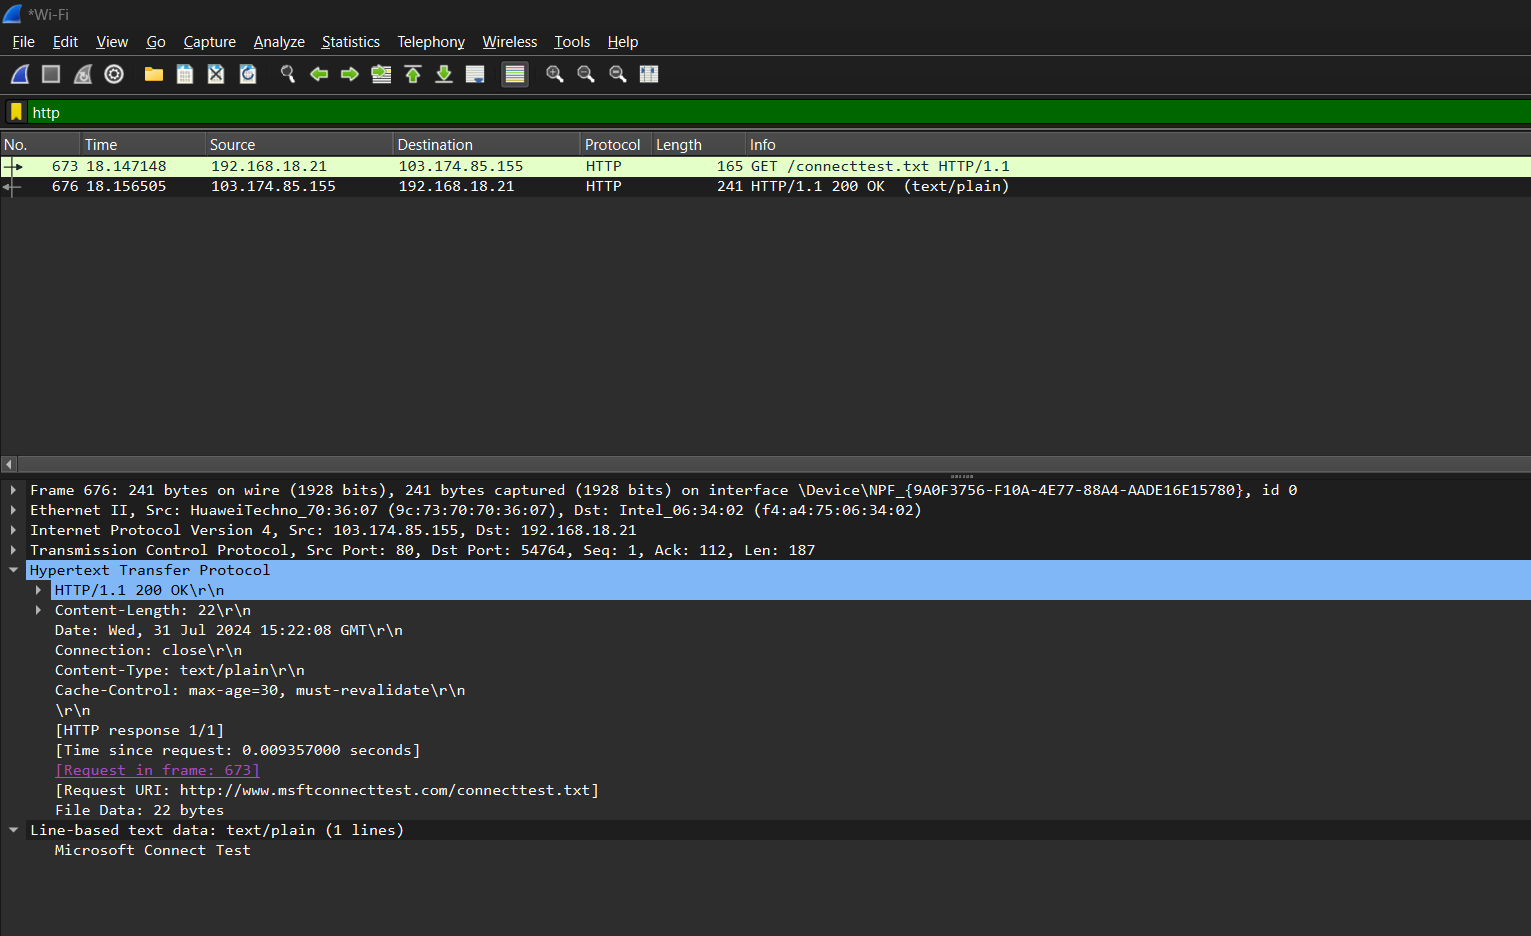 *Wi-Fi
File Edit View Go Capture Analyze Statistics Telephony Wireless Tools Help
http
No. Time Source Destination Protocol Length Info
673 18.147148 192.168.18.21 103.174.85.155 HTTP 165 GET /connecttest.txt HTTP/1.1
676 18.156505 103.174.85.155 192.168.18.21 HTTP 241 HTTP/1.1 200 OK (text/plain)
Frame 676: 241 bytes on wire (1928 bits), 241 bytes captured (1928 bits) on interface \Device\NPF_{9A0F3756-F10A-4E77-88A4-AADE16E15780}, id 0
Ethernet II, Src: HuaweiTechno_70:36:07 (9c:73:70:70:36:07), Dst: Intel_06:34:02 (f4:a4:75:06:34:02)
Internet Protocol Version 4, Src: 103.174.85.155, Dst: 192.168.18.21
Transmission Control Protocol, Src Port: 80, Dst Port: 54764, Seq: 1, Ack: 112, Len: 187
Hypertext Transfer Protocol
HTTP/1.1 200 OK\r\n
Content-Length: 22\r\n
Date: Wed, 31 Jul 2024 15:22:08 GMT\r\n
Connection: close\r\n
Content-Type: text/plain\r\n
Cache-Control: max-age=30, must-revalidate\r\n
\r\n
[HTTP response 1/1]
[Time since request: 0.009357000 seconds]
[Request in frame: 673]
[Request URI: http://www.msftconnecttest.com/connecttest.txt]
File Data: 22 bytes
Line-based text data: text/plain (1 lines)
Microsoft Connect Test